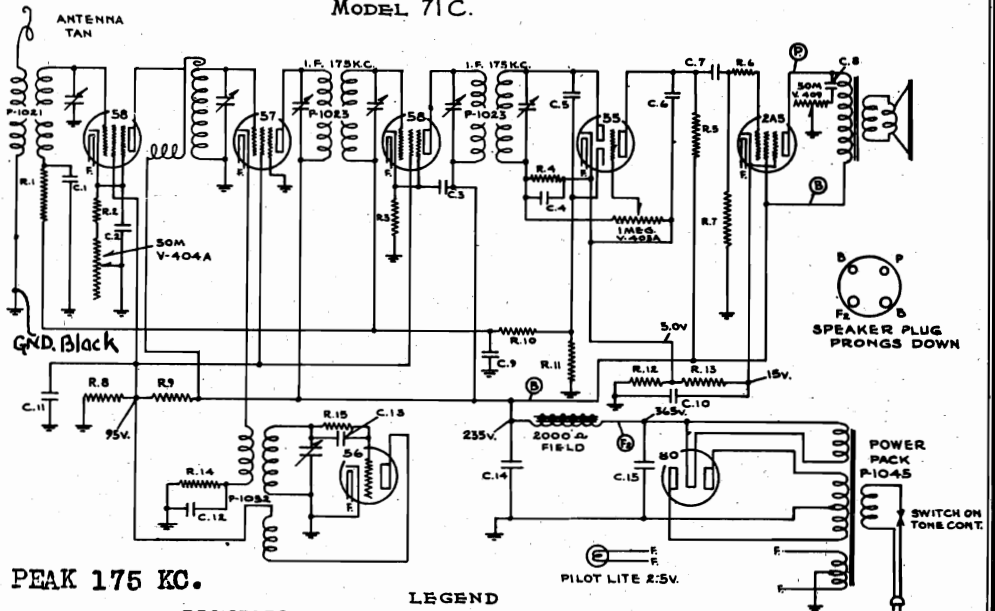 MODEL 71C.
ANTENNA
TAN
P-1021
58
57
I.F. 175KC.
P-1023
58
I.F. 175K.C.
P-1023
C.5
55
C.6
C.7
R.6
R.5
2A5
P
50M
V-409
C.8
R.1
C.1
R.2
C.2
50M
V-404A
F.
F.
F.
R.3
C.3
R.4
C.4
F.
1 MEG.
V-403A
R.7
F.
B
B
P
F2
B
SPEAKER PLUG
PRONGS DOWN
GND. Black
C.9
R.10
R.11
5.0V
R.12
R.13
15V.
C.10
C.11
R.8
R.9
95V.
B
235V.
2000Ω
FIELD
F2
365V.
R.15
C.13
56
F.
R.14
C.12
P-1032
C.14
C.15
80
POWER
PACK
P-1045
SWITCH ON
TONE CONT.
F.
F.
PILOT LITE 2.5V.
F.
F.
PEAK 175 KC.
LEGEND